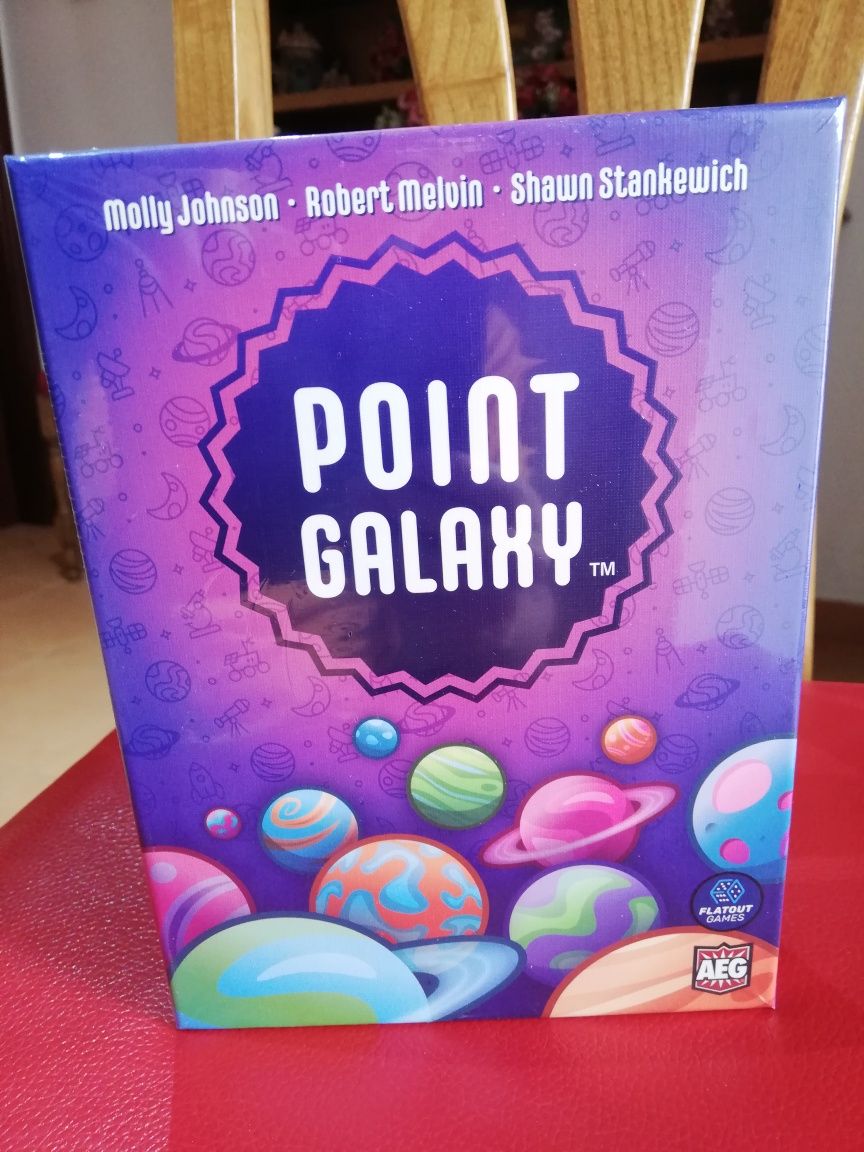 Molly Johnson · Robert Melvin · Shawn Stankewich
POINT
GALAXY™
FLATOUT
GAMES
AEG